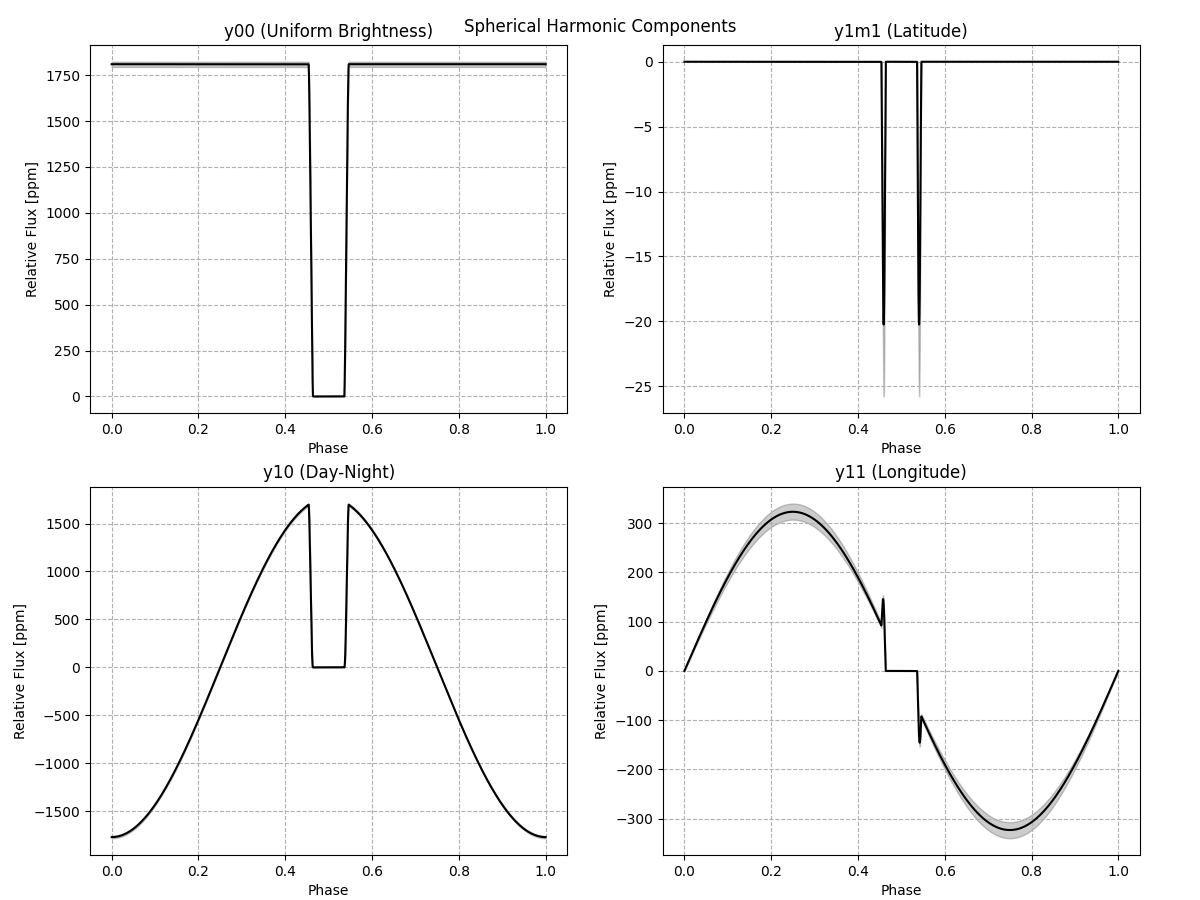 Spherical Harmonic Components
y00 (Uniform Brightness)
1750
1500
1250
1000
750
500
250
0
Relative Flux [ppm]
0.0 0.2 0.4 0.6 0.8 1.0
Phase
y1m1 (Latitude)
0
−5
−10
−15
−20
−25
Relative Flux [ppm]
0.0 0.2 0.4 0.6 0.8 1.0
Phase
y10 (Day-Night)
1500
1000
500
0
−500
−1000
−1500
Relative Flux [ppm]
0.0 0.2 0.4 0.6 0.8 1.0
Phase
y11 (Longitude)
300
200
100
0
−100
−200
−300
Relative Flux [ppm]
0.0 0.2 0.4 0.6 0.8 1.0
Phase